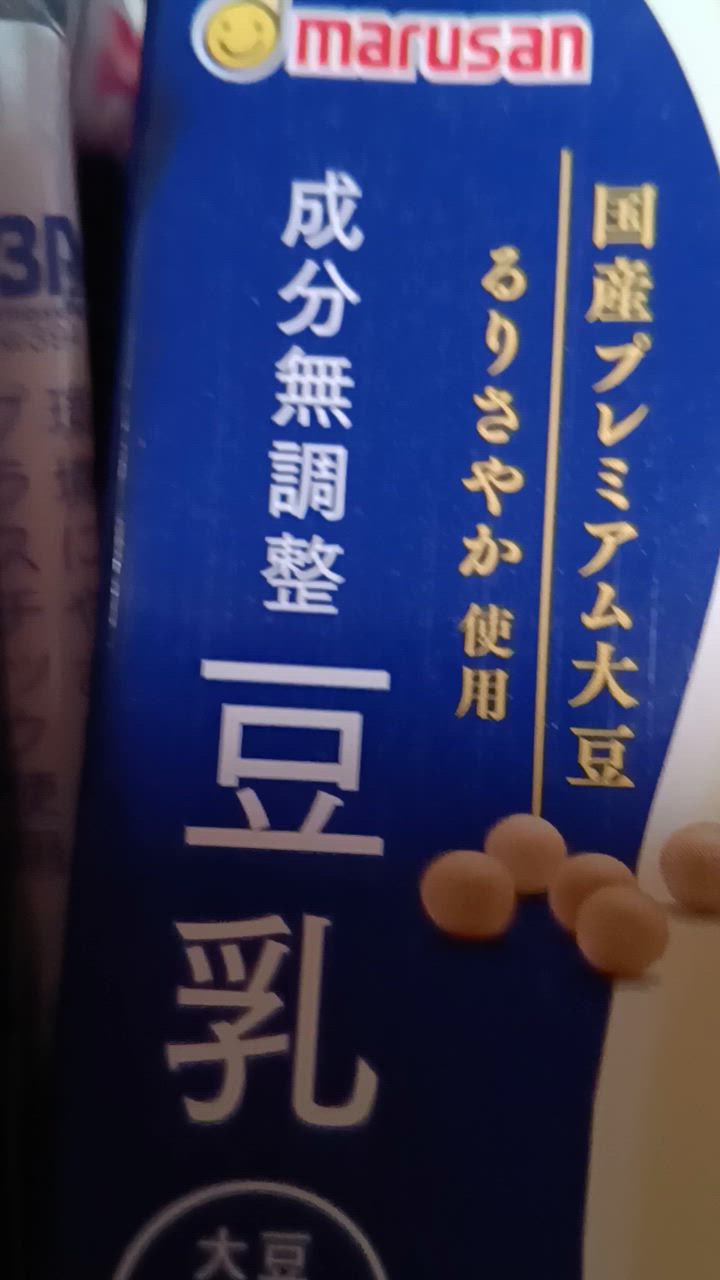 marusan
国産プレミアム大豆
るりさやか 使用
成分無調整
豆乳
大豆